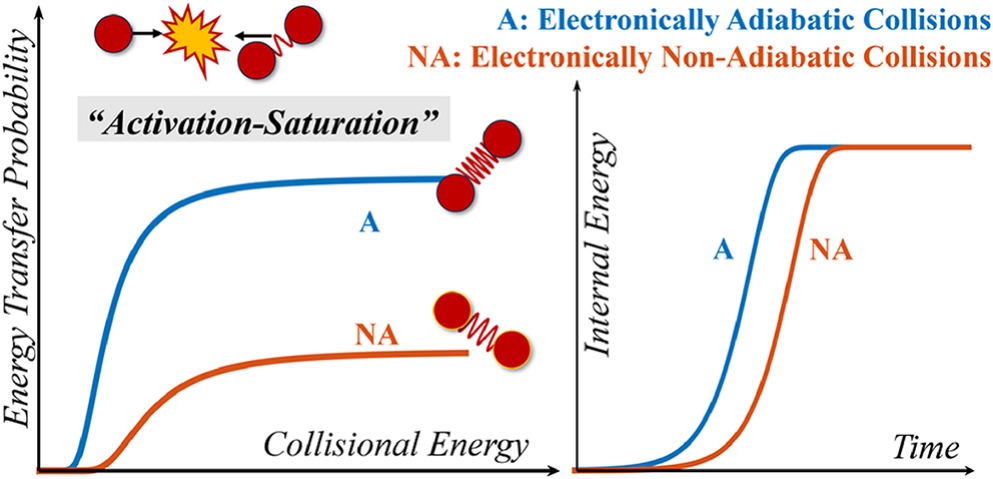 A: Electronically Adiabatic Collisions
NA: Electronically Non-Adiabatic Collisions
“Activation-Saturation”
Energy Transfer Probability
A
NA
Collisional Energy
Internal Energy
A
NA
Time